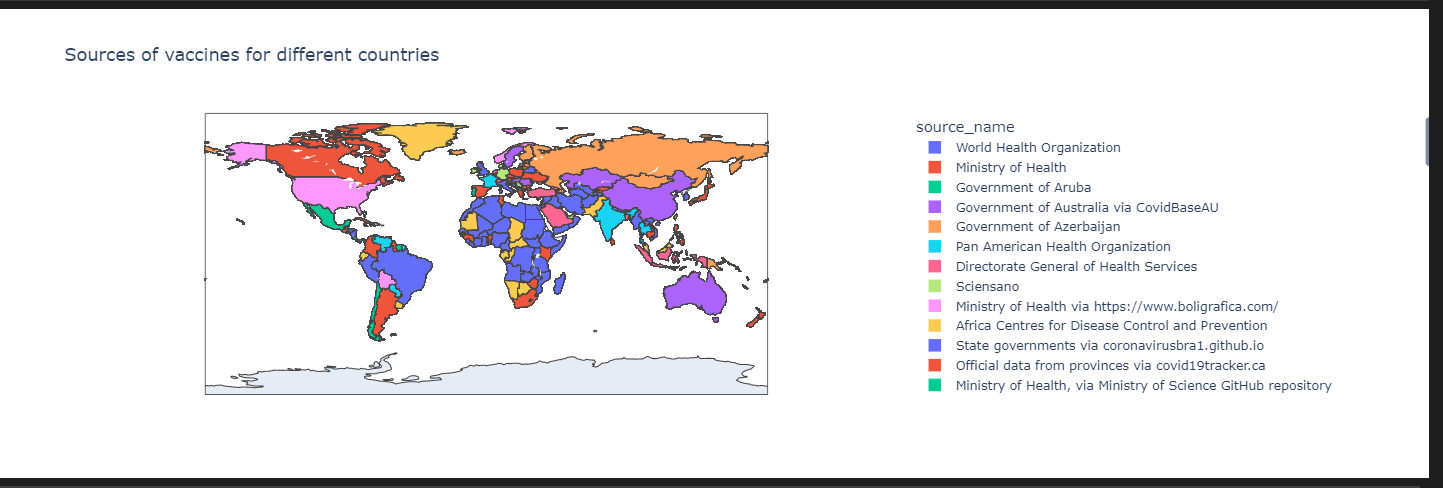 Sources of vaccines for different countries
source_name
World Health Organization
Ministry of Health
Government of Aruba
Government of Australia via CovidBaseAU
Government of Azerbaijan
Pan American Health Organization
Directorate General of Health Services
Sciensano
Ministry of Health via https://www.boligrafica.com/
Africa Centres for Disease Control and Prevention
State governments via coronavirusbra1.github.io
Official data from provinces via covid19tracker.ca
Ministry of Health, via Ministry of Science GitHub repository